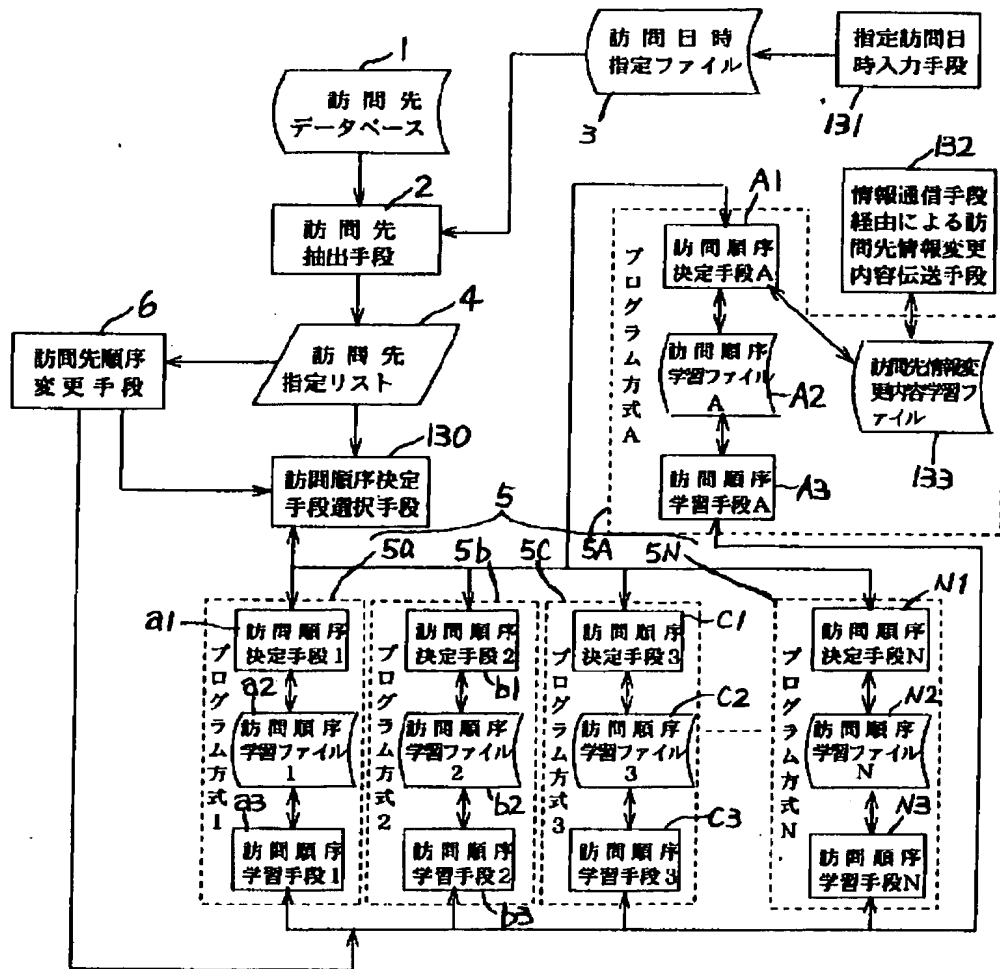 1
訪問先
データベース
訪問日時
指定ファイル
3
指定訪問日
時入力手段
131
2
訪問先
抽出手段
132
情報通信手段
経由による訪
問先情報変更
内容伝送手段
A1
訪問順序
決定手段A
プログラム方式A
訪問順序
学習ファイル
A
A2
訪問先情報変
更内容学習フ
ァイル
133
訪問順序
学習手段A
A3
5A
6
訪問先順序
変更手段
4
訪問先
指定リスト
130
訪問順序決定
手段選択手段
5
5a
5b
5C
5N
a1
訪問順序
決定手段1
a2
訪問順序
学習ファイル
1
a3
訪問順序
学習手段1
プログラム方式1
訪問順序
決定手段2
b1
訪問順序
学習ファイル
2
b2
訪問順序
学習手段2
b3
プログラム方式2
C1
訪問順序
決定手段3
C2
訪問順序
学習ファイル
3
C3
訪問順序
学習手段3
プログラム方式3
N1
訪問順序
決定手段N
N2
訪問順序
学習ファイル
N
N3
訪問順序
学習手段N
プログラム方式N